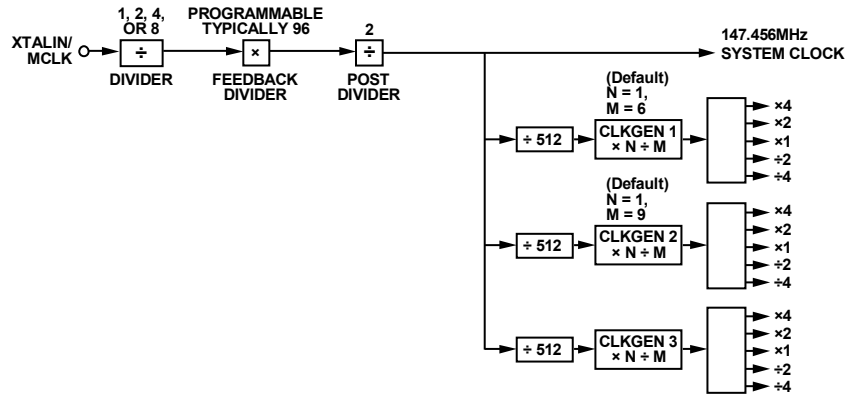 1, 2, 4,
OR 8
PROGRAMMABLE
TYPICALLY 96
2
XTALIN/
MCLK
÷
×
÷
147.456MHz
SYSTEM CLOCK
DIVIDER
FEEDBACK
DIVIDER
POST
DIVIDER
(Default)
N = 1,
M = 6
÷ 512
CLKGEN 1
× N ÷ M
×4
×2
×1
÷2
÷4
(Default)
N = 1,
M = 9
÷ 512
CLKGEN 2
× N ÷ M
×4
×2
×1
÷2
÷4
÷ 512
CLKGEN 3
× N ÷ M
×4
×2
×1
÷2
÷4